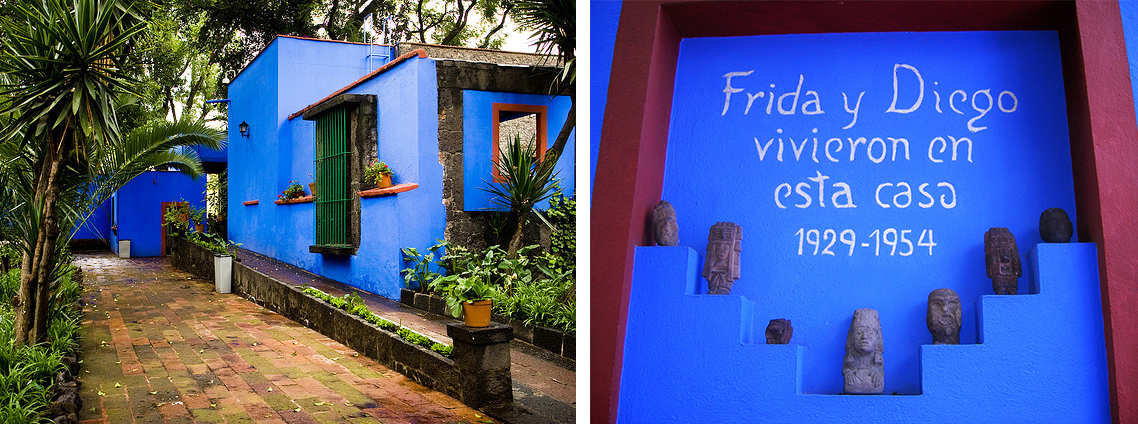 Frida y Diego
vivieron en
esta casa
1929-1954